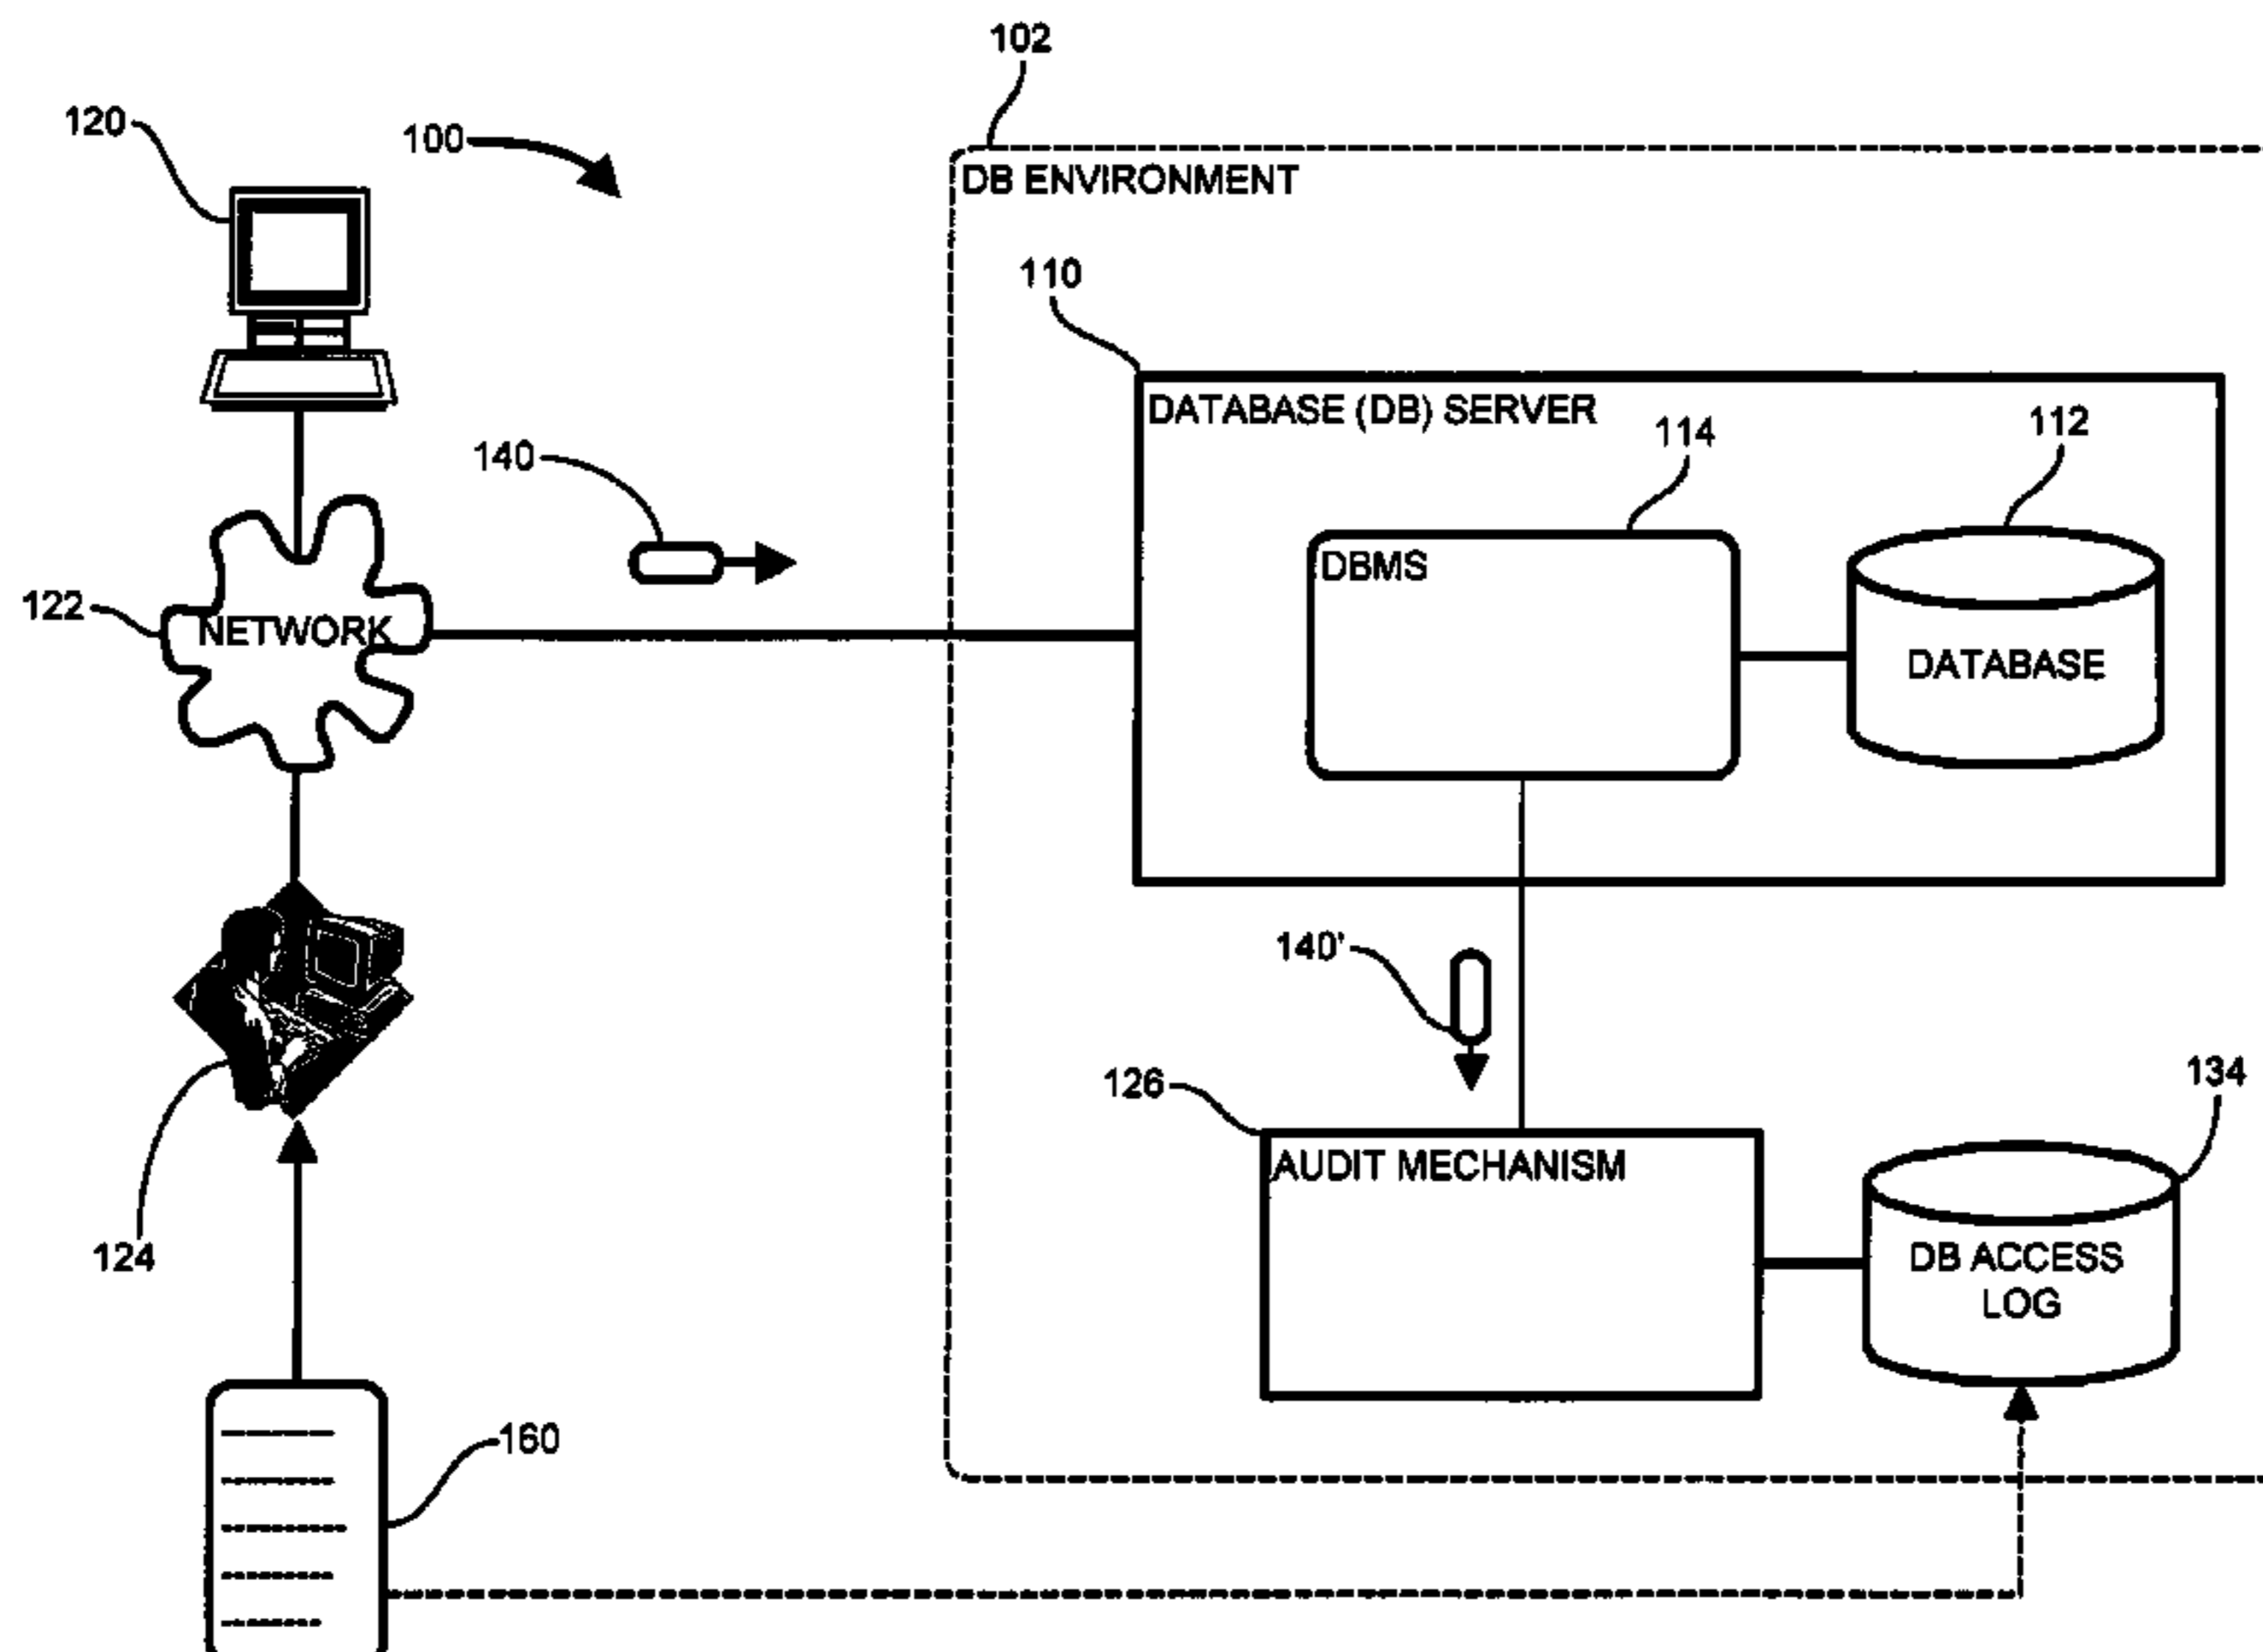 102
120
100
DB ENVIRONMENT
110
DATABASE (DB) SERVER
114
112
140
DBMS
122
NETWORK
DATABASE
140'
126
134
AUDIT MECHANISM
124
DB ACCESS
LOG
160